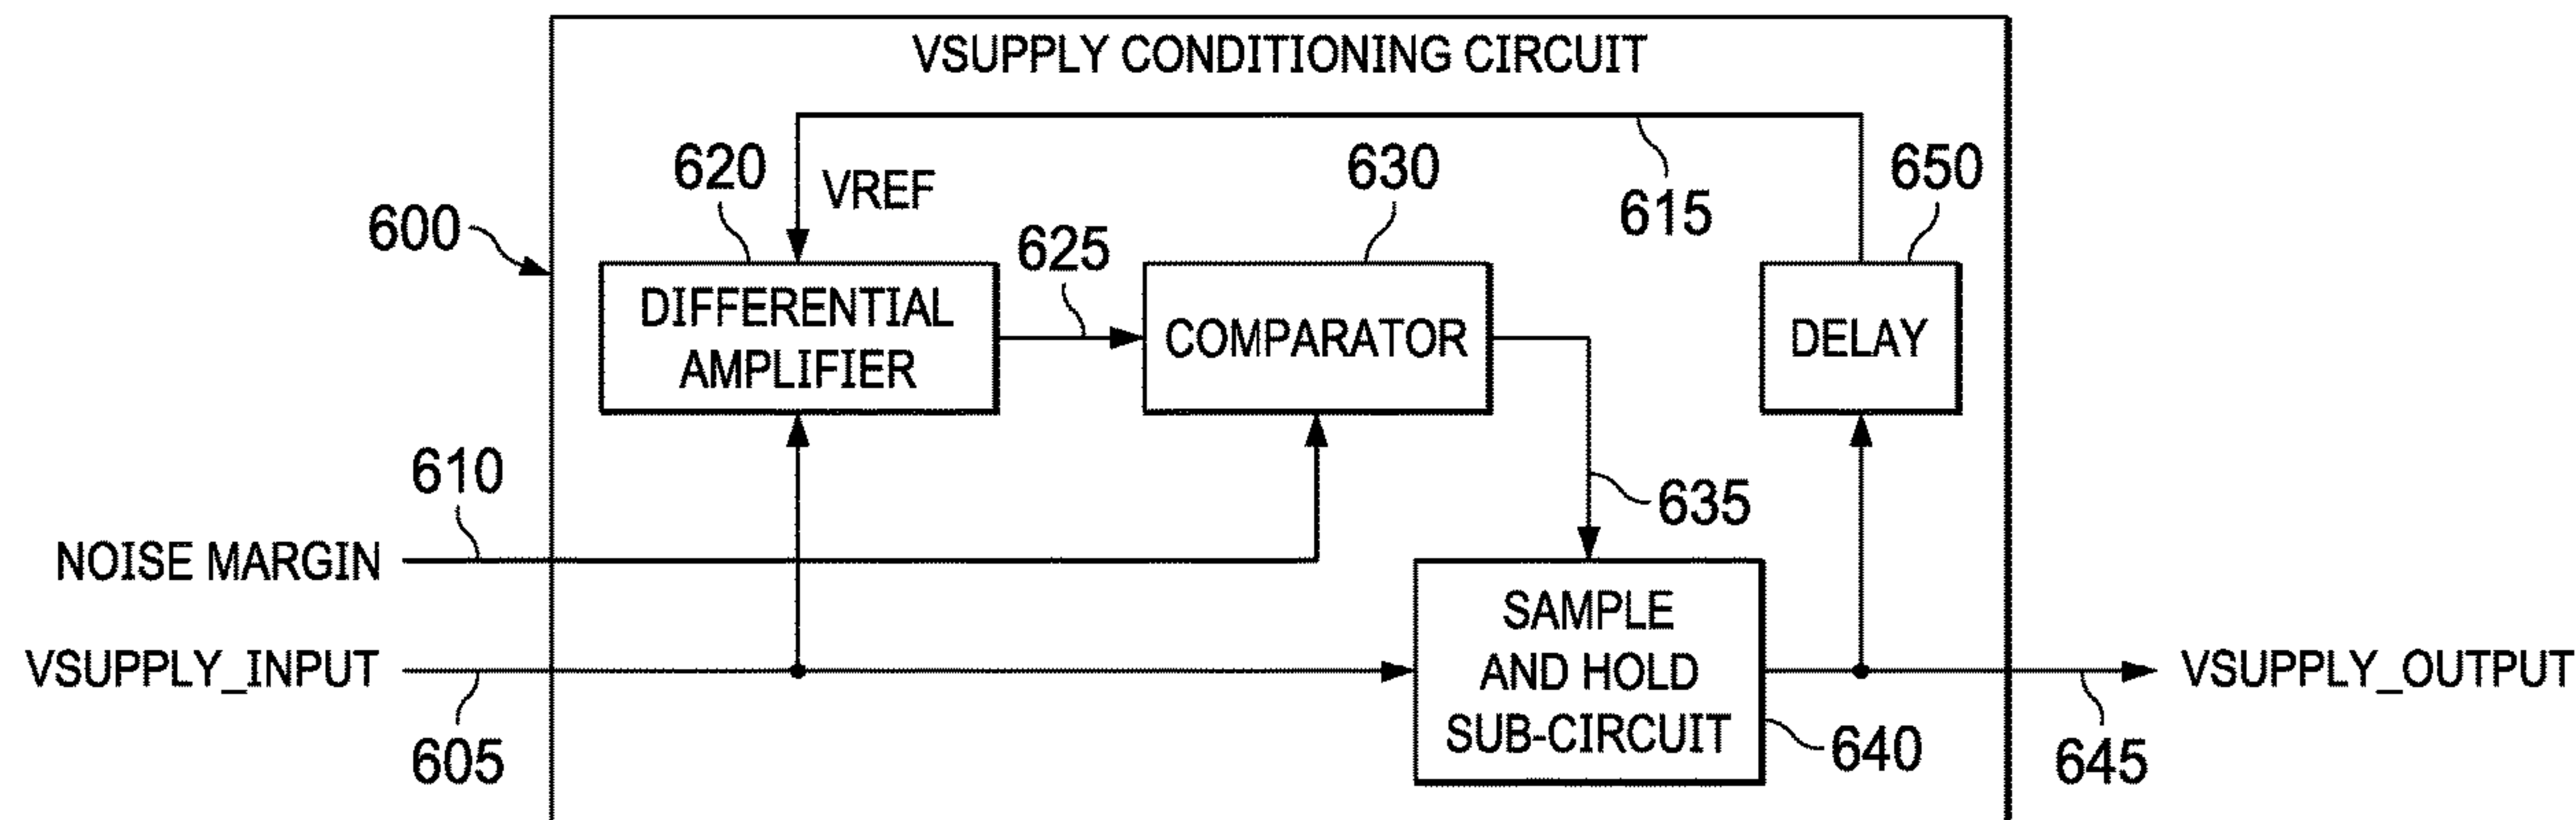 VSUPPLY CONDITIONING CIRCUIT
620
VREF
630
615
650
600
625
DIFFERENTIAL
AMPLIFIER
COMPARATOR
DELAY
610
635
NOISE MARGIN
VSUPPLY_INPUT
605
SAMPLE
AND HOLD
SUB-CIRCUIT
640
VSUPPLY_OUTPUT
645